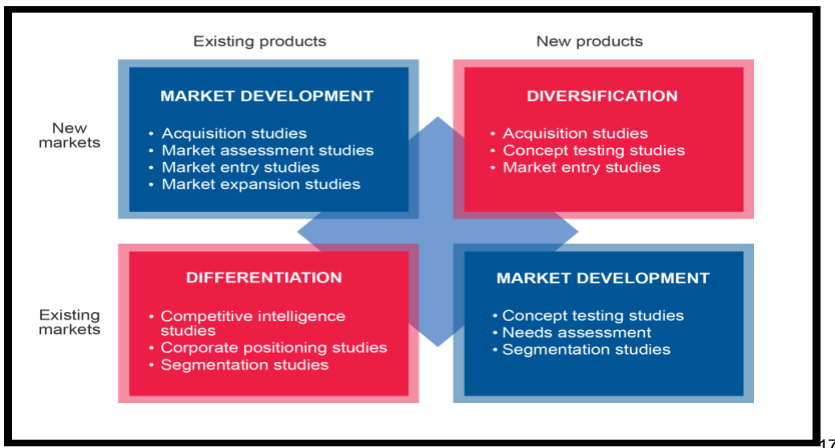 Existing products
New products
New
markets
MARKET DEVELOPMENT
• Acquisition studies
• Market assessment studies
• Market entry studies
• Market expansion studies
DIVERSIFICATION
• Acquisition studies
• Concept testing studies
• Market entry studies
Existing
markets
DIFFERENTIATION
• Competitive intelligence
studies
• Corporate positioning studies
• Segmentation studies
MARKET DEVELOPMENT
• Concept testing studies
• Needs assessment
• Segmentation studies
17